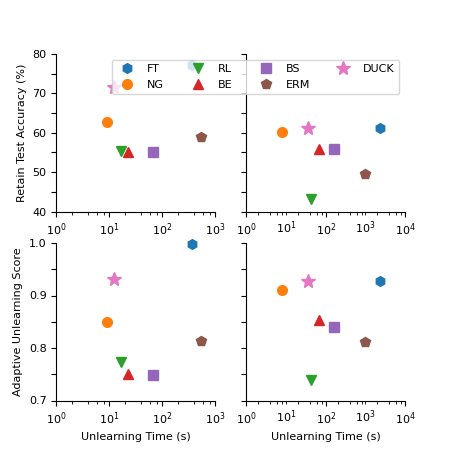 FT RL BS DUCK
NG BE ERM
Retain Test Accuracy (%)
80
70
60
50
40
10^0 10^1 10^2 10^3
10^0 10^1 10^2 10^3 10^4
Adaptive Unlearning Score
1.0
0.9
0.8
0.7
10^0 10^1 10^2 10^3
10^0 10^1 10^2 10^3 10^4
Unlearning Time (s) Unlearning Time (s)